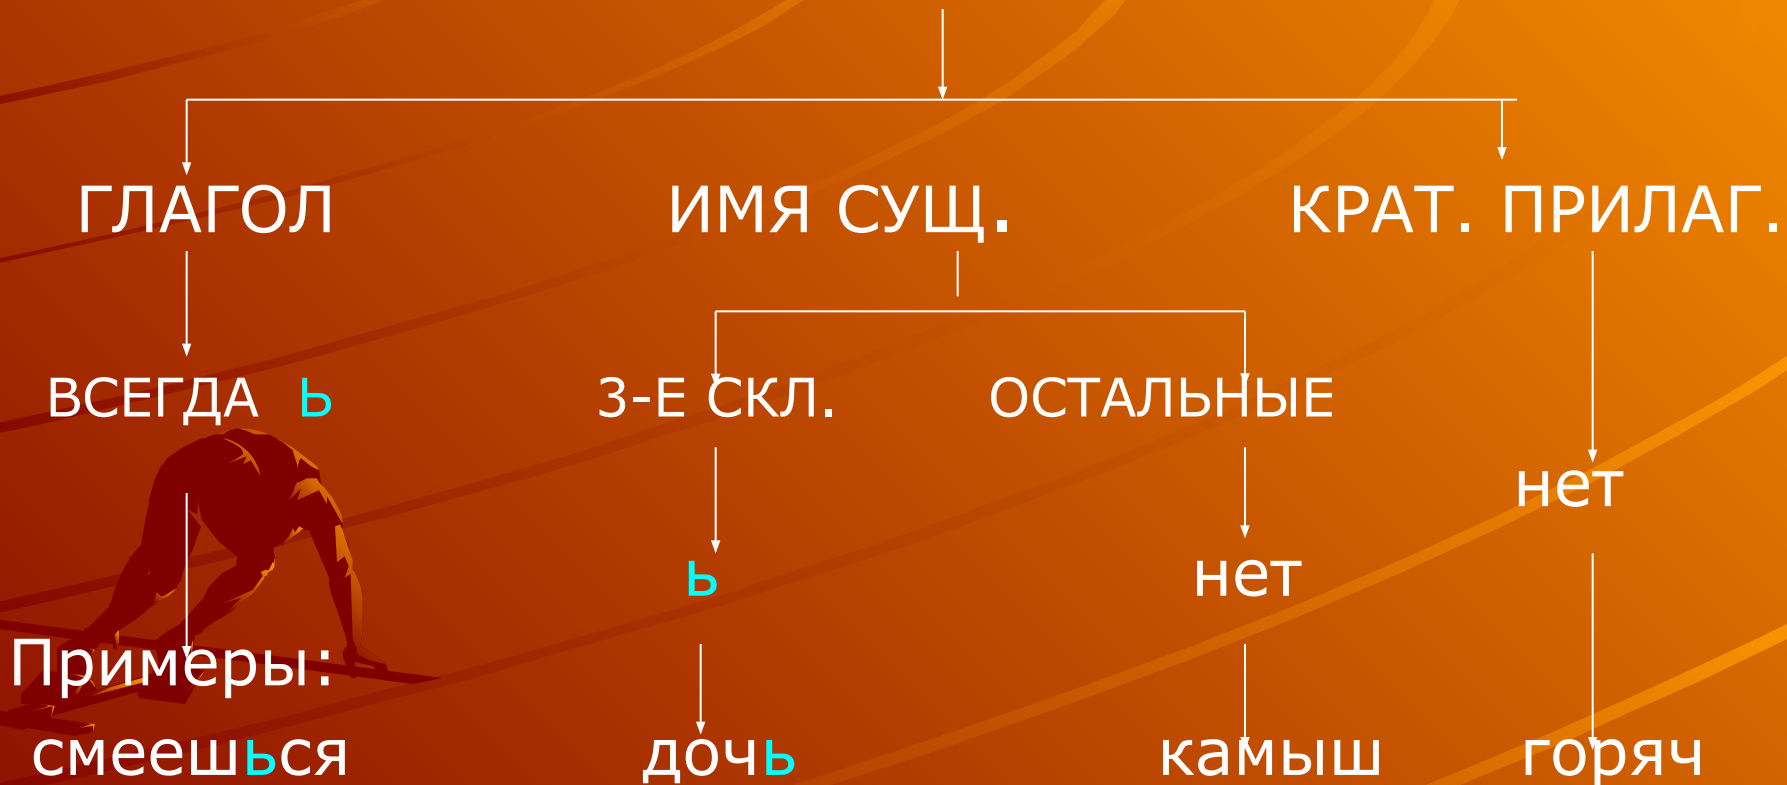 ГЛАГОЛ ИМЯ СУЩ. КРАТ. ПРИЛАГ.
ВСЕГДА Ь 3-Е СКЛ. ОСТАЛЬНЫЕ
нет
ь нет
Примеры:
смеешься дочь камыш горяч